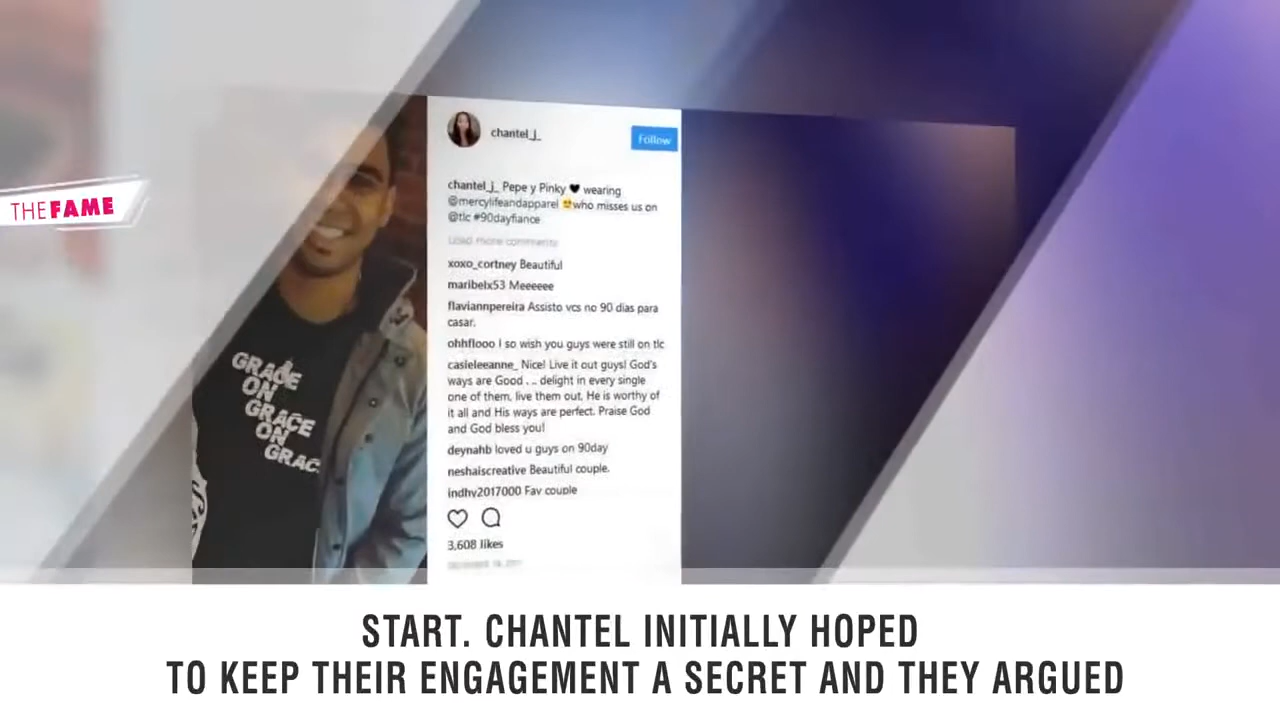 THEFAME
chantel_j_
Follow
chantel_j_ Pepe y Pinky 🖤 wearing
@mercylifeandapparel 😍who misses us on
@tlc #90dayfiance
Load more comments
xoxo_cortney Beautiful
maribelx53 Meeeeee
flaviannpereira Assisto vcs no 90 dias para
casar.
ohhflooo I so wish you guys were still on tlc
casieleeanne_ Nice! Live it out guys! God's
ways are Good . .. delight in every single
one of them, live them out, He is worthy of
it all and His ways are perfect. Praise God
and God bless you!
deynahb loved u guys on 90day
neshaiscreative Beautiful couple.
indhv2017000 Fav couple
3,608 likes
GRACE
ON
GRACE
ON
GRAC
START. CHANTEL INITIALLY HOPED
TO KEEP THEIR ENGAGEMENT A SECRET AND THEY ARGUED